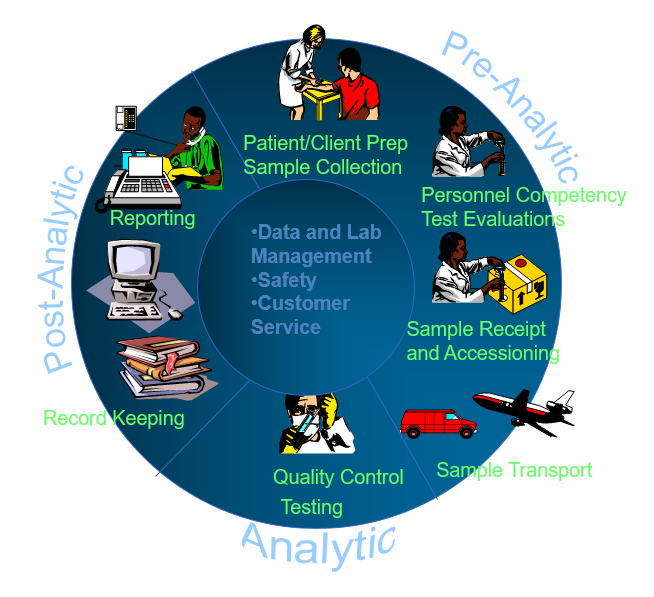 Pre-Analytic
Patient/Client Prep
Sample Collection
Personnel Competency
Test Evaluations
Post-Analytic
Reporting
•Data and Lab
Management
•Safety
•Customer
Service
Sample Receipt
and Accessioning
Record Keeping
Sample Transport
Quality Control
Testing
Analytic